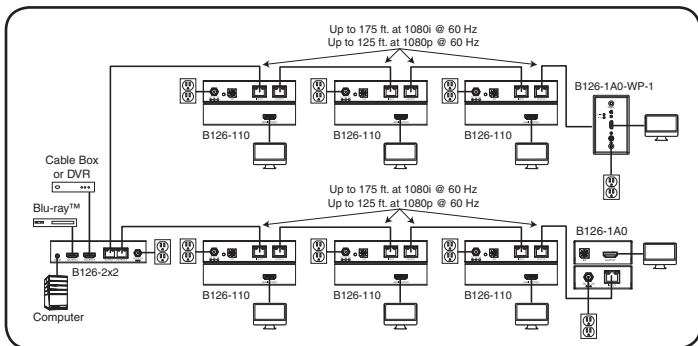 Up to 175 ft. at 1080i @ 60 Hz
Up to 125 ft. at 1080p @ 60 Hz
B126-1A0-WP-1
B126-110
B126-110
B126-110
Cable Box
or DVR
Blu-ray™
Up to 175 ft. at 1080i @ 60 Hz
Up to 125 ft. at 1080p @ 60 Hz
B126-1A0
B126-2x2
B126-110
B126-110
B126-110
Computer